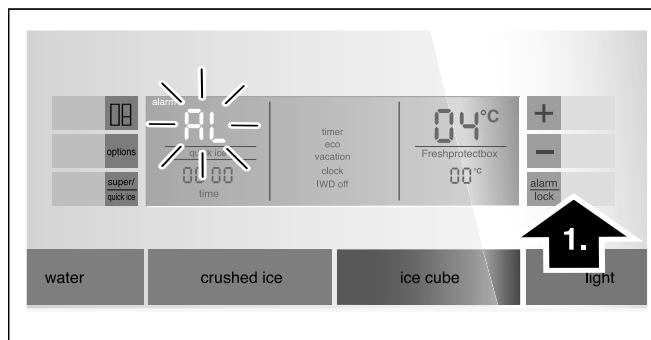 alarm
AL
quick ice
00 00
time
timer
eco
vacation
clock
IWD off
04°C
Freshprotectbox
00°C
options
super/
quick ice
+
−
alarm
lock
1.
water
crushed ice
ice cube
light